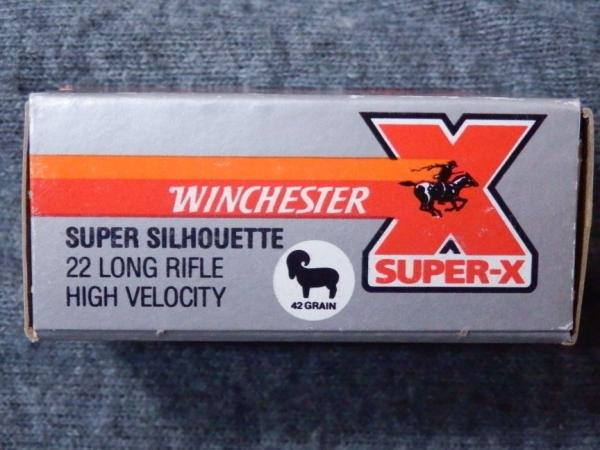 WINCHESTER
X
SUPER-X
SUPER SILHOUETTE
22 LONG RIFLE
HIGH VELOCITY
42 GRAIN